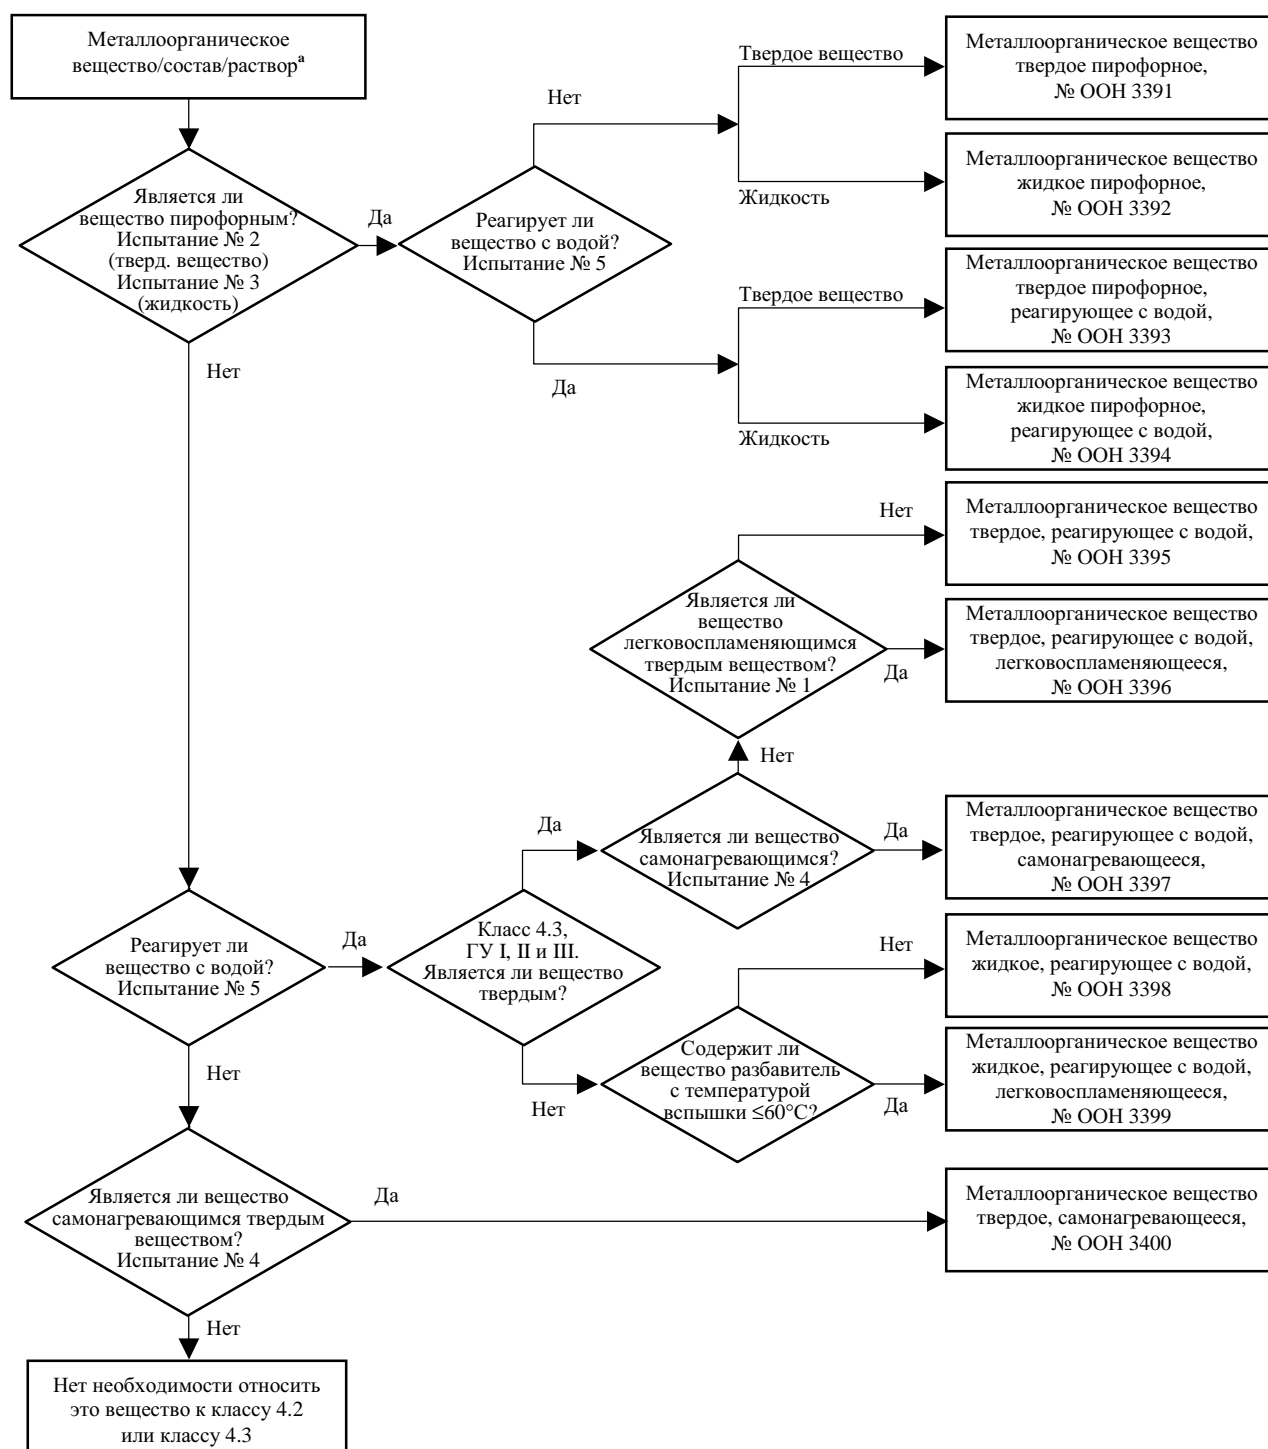 Металлоорганическое
вещество/состав/растворᵃ
Является ли
вещество пирофорным?
Испытание № 2
(тверд. вещество)
Испытание № 3
(жидкость)
Да
Нет
Реагирует ли
вещество с водой?
Испытание № 5
Нет
Да
Твердое вещество
Жидкость
Металлоорганическое вещество
твердое пирофорное,
№ ООН 3391
Металлоорганическое вещество
жидкое пирофорное,
№ ООН 3392
Твердое вещество
Жидкость
Металлоорганическое вещество
твердое пирофорное,
реагирующее с водой,
№ ООН 3393
Металлоорганическое вещество
жидкое пирофорное,
реагирующее с водой,
№ ООН 3394
Нет
Металлоорганическое вещество
твердое, реагирующее с водой,
№ ООН 3395
Является ли
вещество
легковоспламеняющимся
твердым веществом?
Испытание № 1
Да
Металлоорганическое вещество
твердое, реагирующее с водой,
легковоспламеняющееся,
№ ООН 3396
Нет
Да
Является ли вещество
самонагревающимся?
Испытание № 4
Да
Металлоорганическое вещество
твердое, реагирующее с водой,
самонагревающееся,
№ ООН 3397
Реагирует ли
вещество с водой?
Испытание № 5
Да
Класс 4.3,
ГУ I, II и III.
Является ли вещество
твердым?
Нет
Металлоорганическое вещество
жидкое, реагирующее с водой,
№ ООН 3398
Нет
Нет
Содержит ли
вещество разбавитель
с температурой
вспышки ≤60°C?
Да
Металлоорганическое вещество
жидкое, реагирующее с водой,
легковоспламеняющееся,
№ ООН 3399
Является ли вещество
самонагревающимся твердым
веществом?
Испытание № 4
Да
Металлоорганическое вещество
твердое, самонагревающееся,
№ ООН 3400
Нет
Нет необходимости относить
это вещество к классу 4.2
или классу 4.3